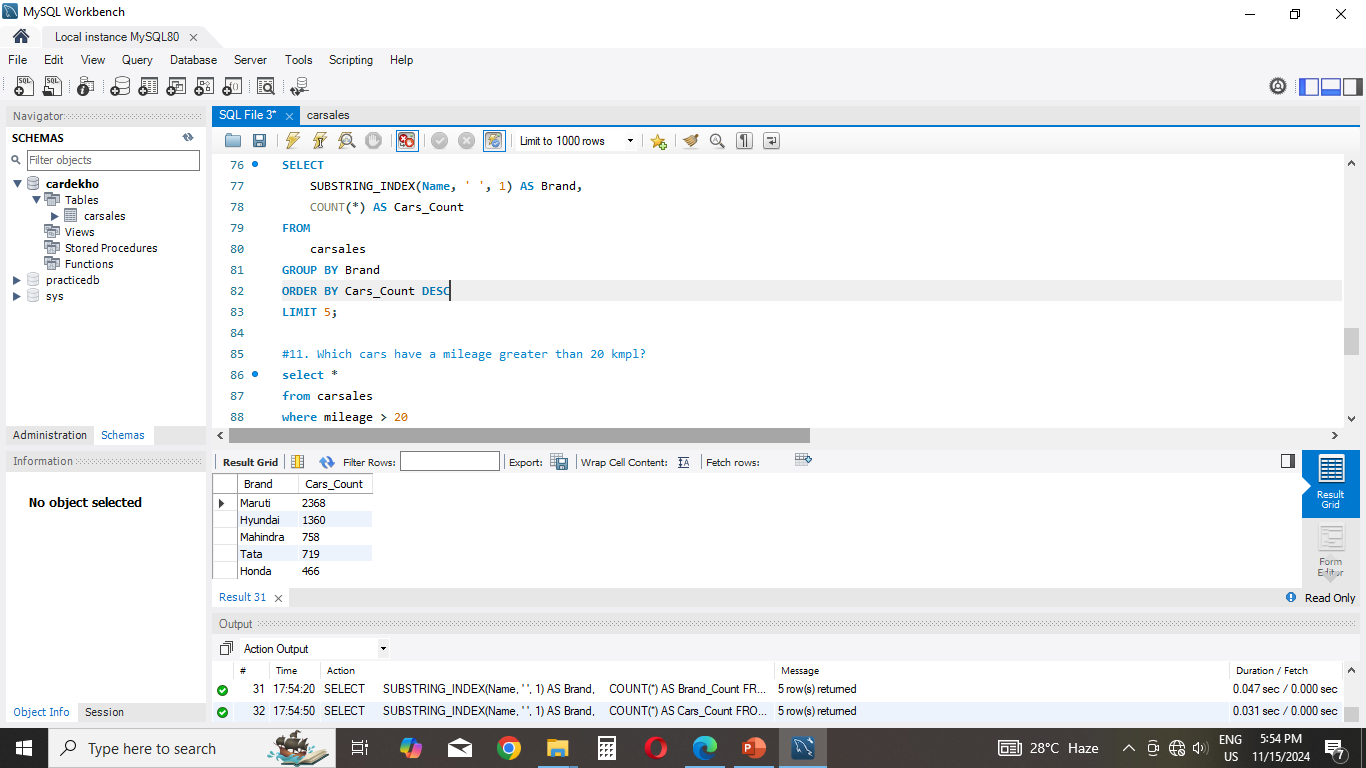 MySQL Workbench
Local instance MySQL80
File Edit View Query Database Server Tools Scripting Help
Navigator
SCHEMAS
Filter objects
cardekho
Tables
carsales
Views
Stored Procedures
Functions
practicedb
sys
Administration Schemas
Information
No object selected
Object Info Session
SQL File 3* carsales
Limit to 1000 rows
76 SELECT
77 SUBSTRING_INDEX(Name, ' ', 1) AS Brand,
78 COUNT(*) AS Cars_Count
79 FROM
80 carsales
81 GROUP BY Brand
82 ORDER BY Cars_Count DESC
83 LIMIT 5;
84
85 #11. Which cars have a mileage greater than 20 kmpl?
86 select *
87 from carsales
88 where mileage > 20
Result Grid Filter Rows: Export: Wrap Cell Content: Fetch rows:
Brand Cars_Count
Maruti 2368
Hyundai 1360
Mahindra 758
Tata 719
Honda 466
Result Grid
Form Editor
Result 31
Read Only
Output
Action Output
# Time Action Message Duration / Fetch
31 17:54:20 SELECT SUBSTRING_INDEX(Name, ' ', 1) AS Brand, COUNT(*) AS Brand_Count FR... 5 row(s) returned 0.047 sec / 0.000 sec
32 17:54:50 SELECT SUBSTRING_INDEX(Name, ' ', 1) AS Brand, COUNT(*) AS Cars_Count FRO... 5 row(s) returned 0.031 sec / 0.000 sec
Type here to search
28°C Haze
ENG
US
5:54 PM
11/15/2024
7